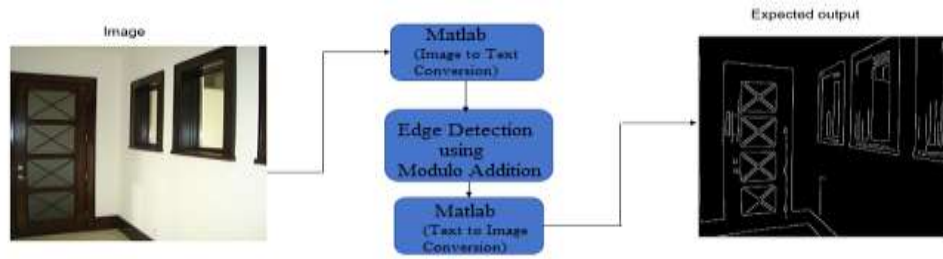 Image
Matlab
(Image to Text
Conversion)
Edge Detection
using
Modulo Addition
Matlab
(Text to Image
Conversion)
Expected output